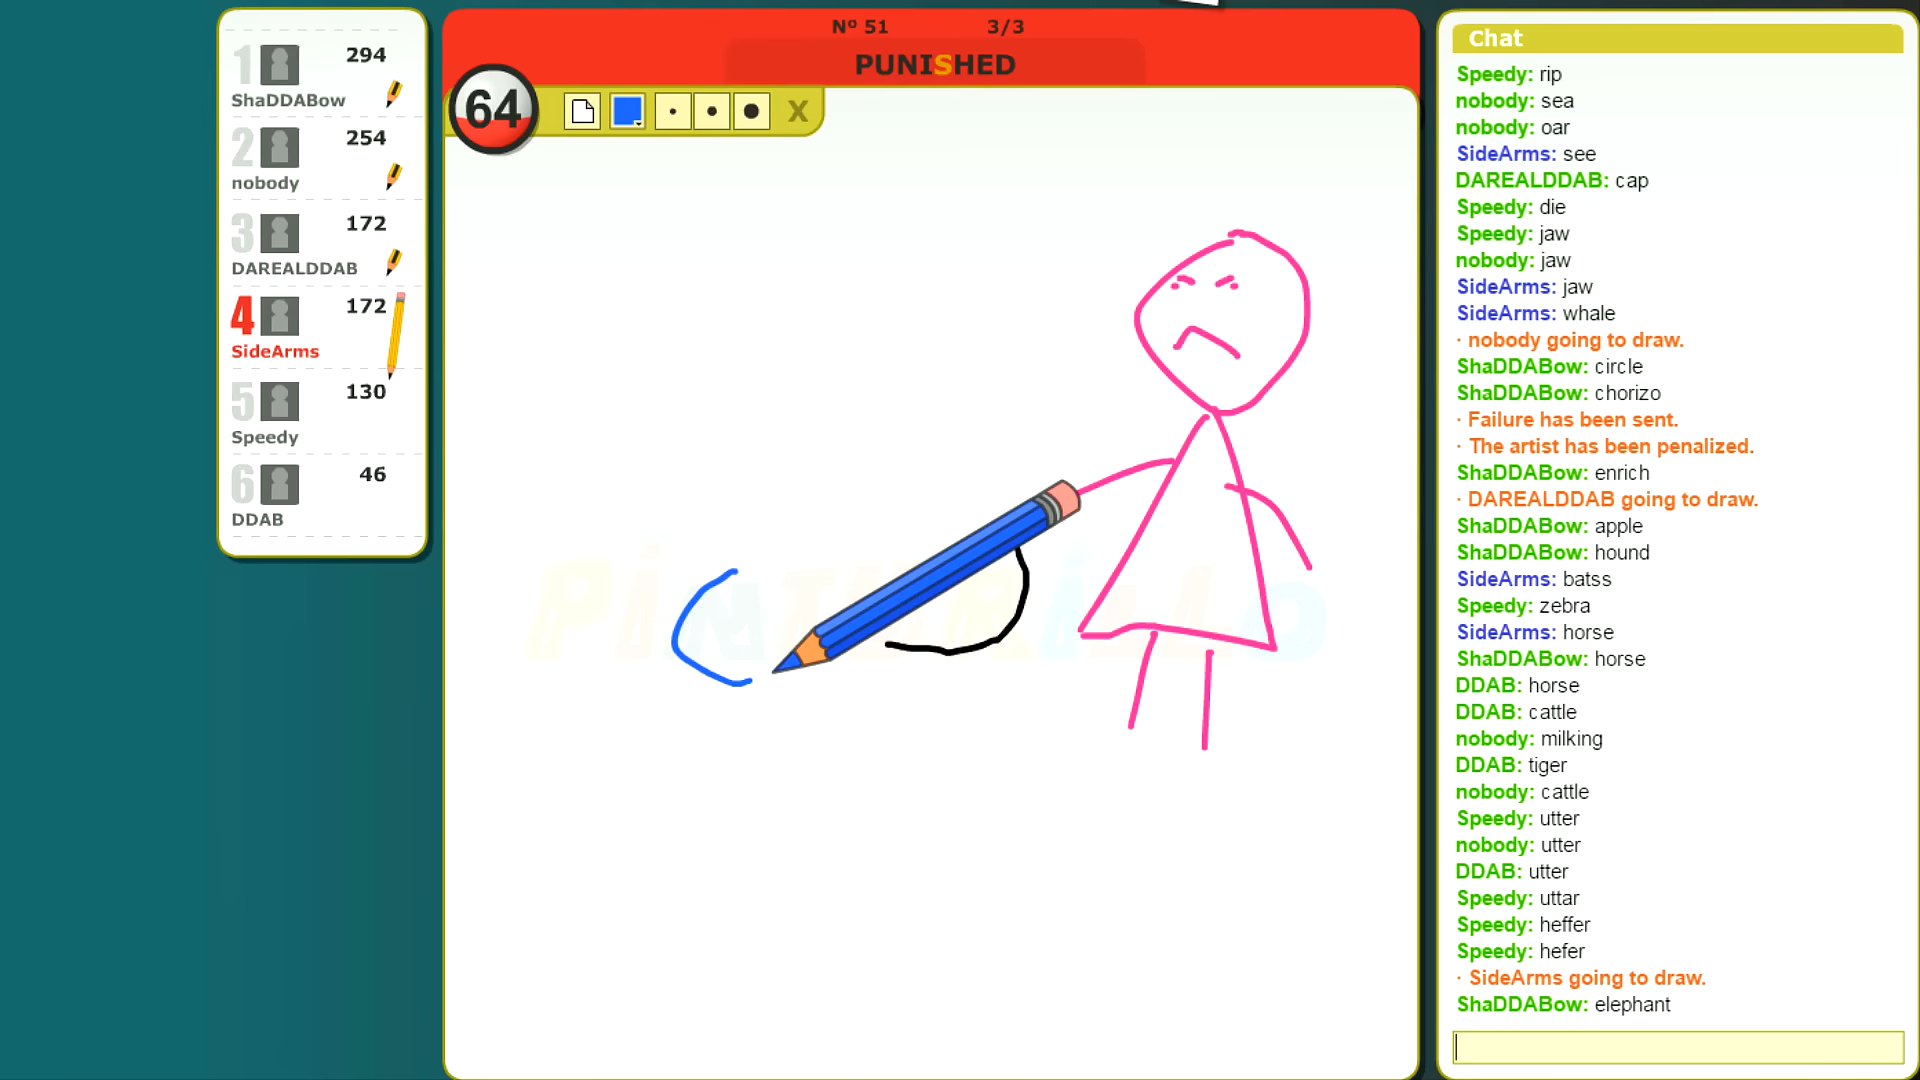 1
294
ShaDDABow
2
254
nobody
3
172
DAREALDDAB
4
172
SideArms
5
130
Speedy
6
46
DDAB
Nº 51
3/3
PUNISHED
64
X
PiNTURiLLO
Chat
Speedy: rip
nobody: sea
nobody: oar
SideArms: see
DAREALDDAB: cap
Speedy: die
Speedy: jaw
nobody: jaw
SideArms: jaw
SideArms: whale
· nobody going to draw.
ShaDDABow: circle
ShaDDABow: chorizo
· Failure has been sent.
· The artist has been penalized.
ShaDDABow: enrich
· DAREALDDAB going to draw.
ShaDDABow: apple
ShaDDABow: hound
SideArms: batss
Speedy: zebra
SideArms: horse
ShaDDABow: horse
DDAB: horse
DDAB: cattle
nobody: milking
DDAB: tiger
nobody: cattle
Speedy: utter
nobody: utter
DDAB: utter
Speedy: uttar
Speedy: heffer
Speedy: hefer
· SideArms going to draw.
ShaDDABow: elephant